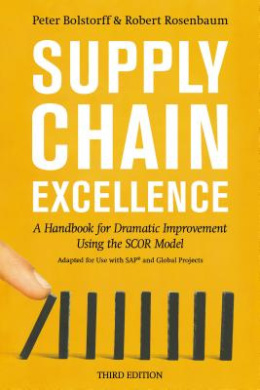 Peter Bolstorff & Robert Rosenbaum
SUPPLY
CHAIN
EXCELLENCE
A Handbook for Dramatic Improvement
Using the SCOR Model
Adapted for Use with SAP® and Global Projects
THIRD EDITION